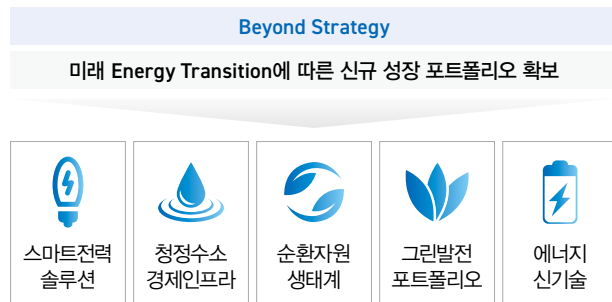 Beyond Strategy
미래 Energy Transition에 따른 신규 성장 포트폴리오 확보
스마트전력
솔루션
청정수소
경제인프라
순환자원
생태계
그린발전
포트폴리오
에너지
신기술